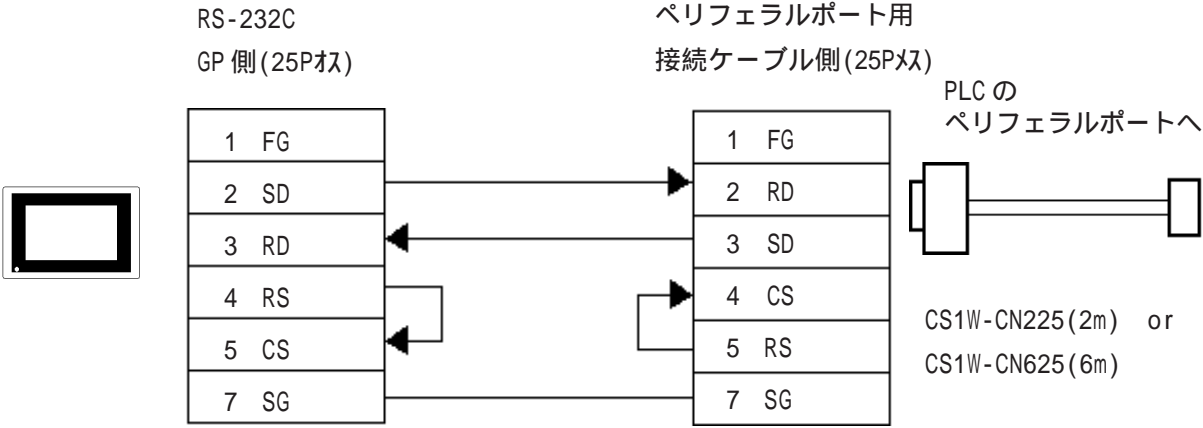 RS-232C
GP側(25Pｵｽ)
ペリフェラルポート用
接続ケーブル側(25Pﾒｽ)
PLCの
ペリフェラルポートへ
1 FG
2 SD
3 RD
4 RS
5 CS
7 SG
1 FG
2 RD
3 SD
4 CS
5 RS
7 SG
CS1W-CN225(2m) or
CS1W-CN625(6m)